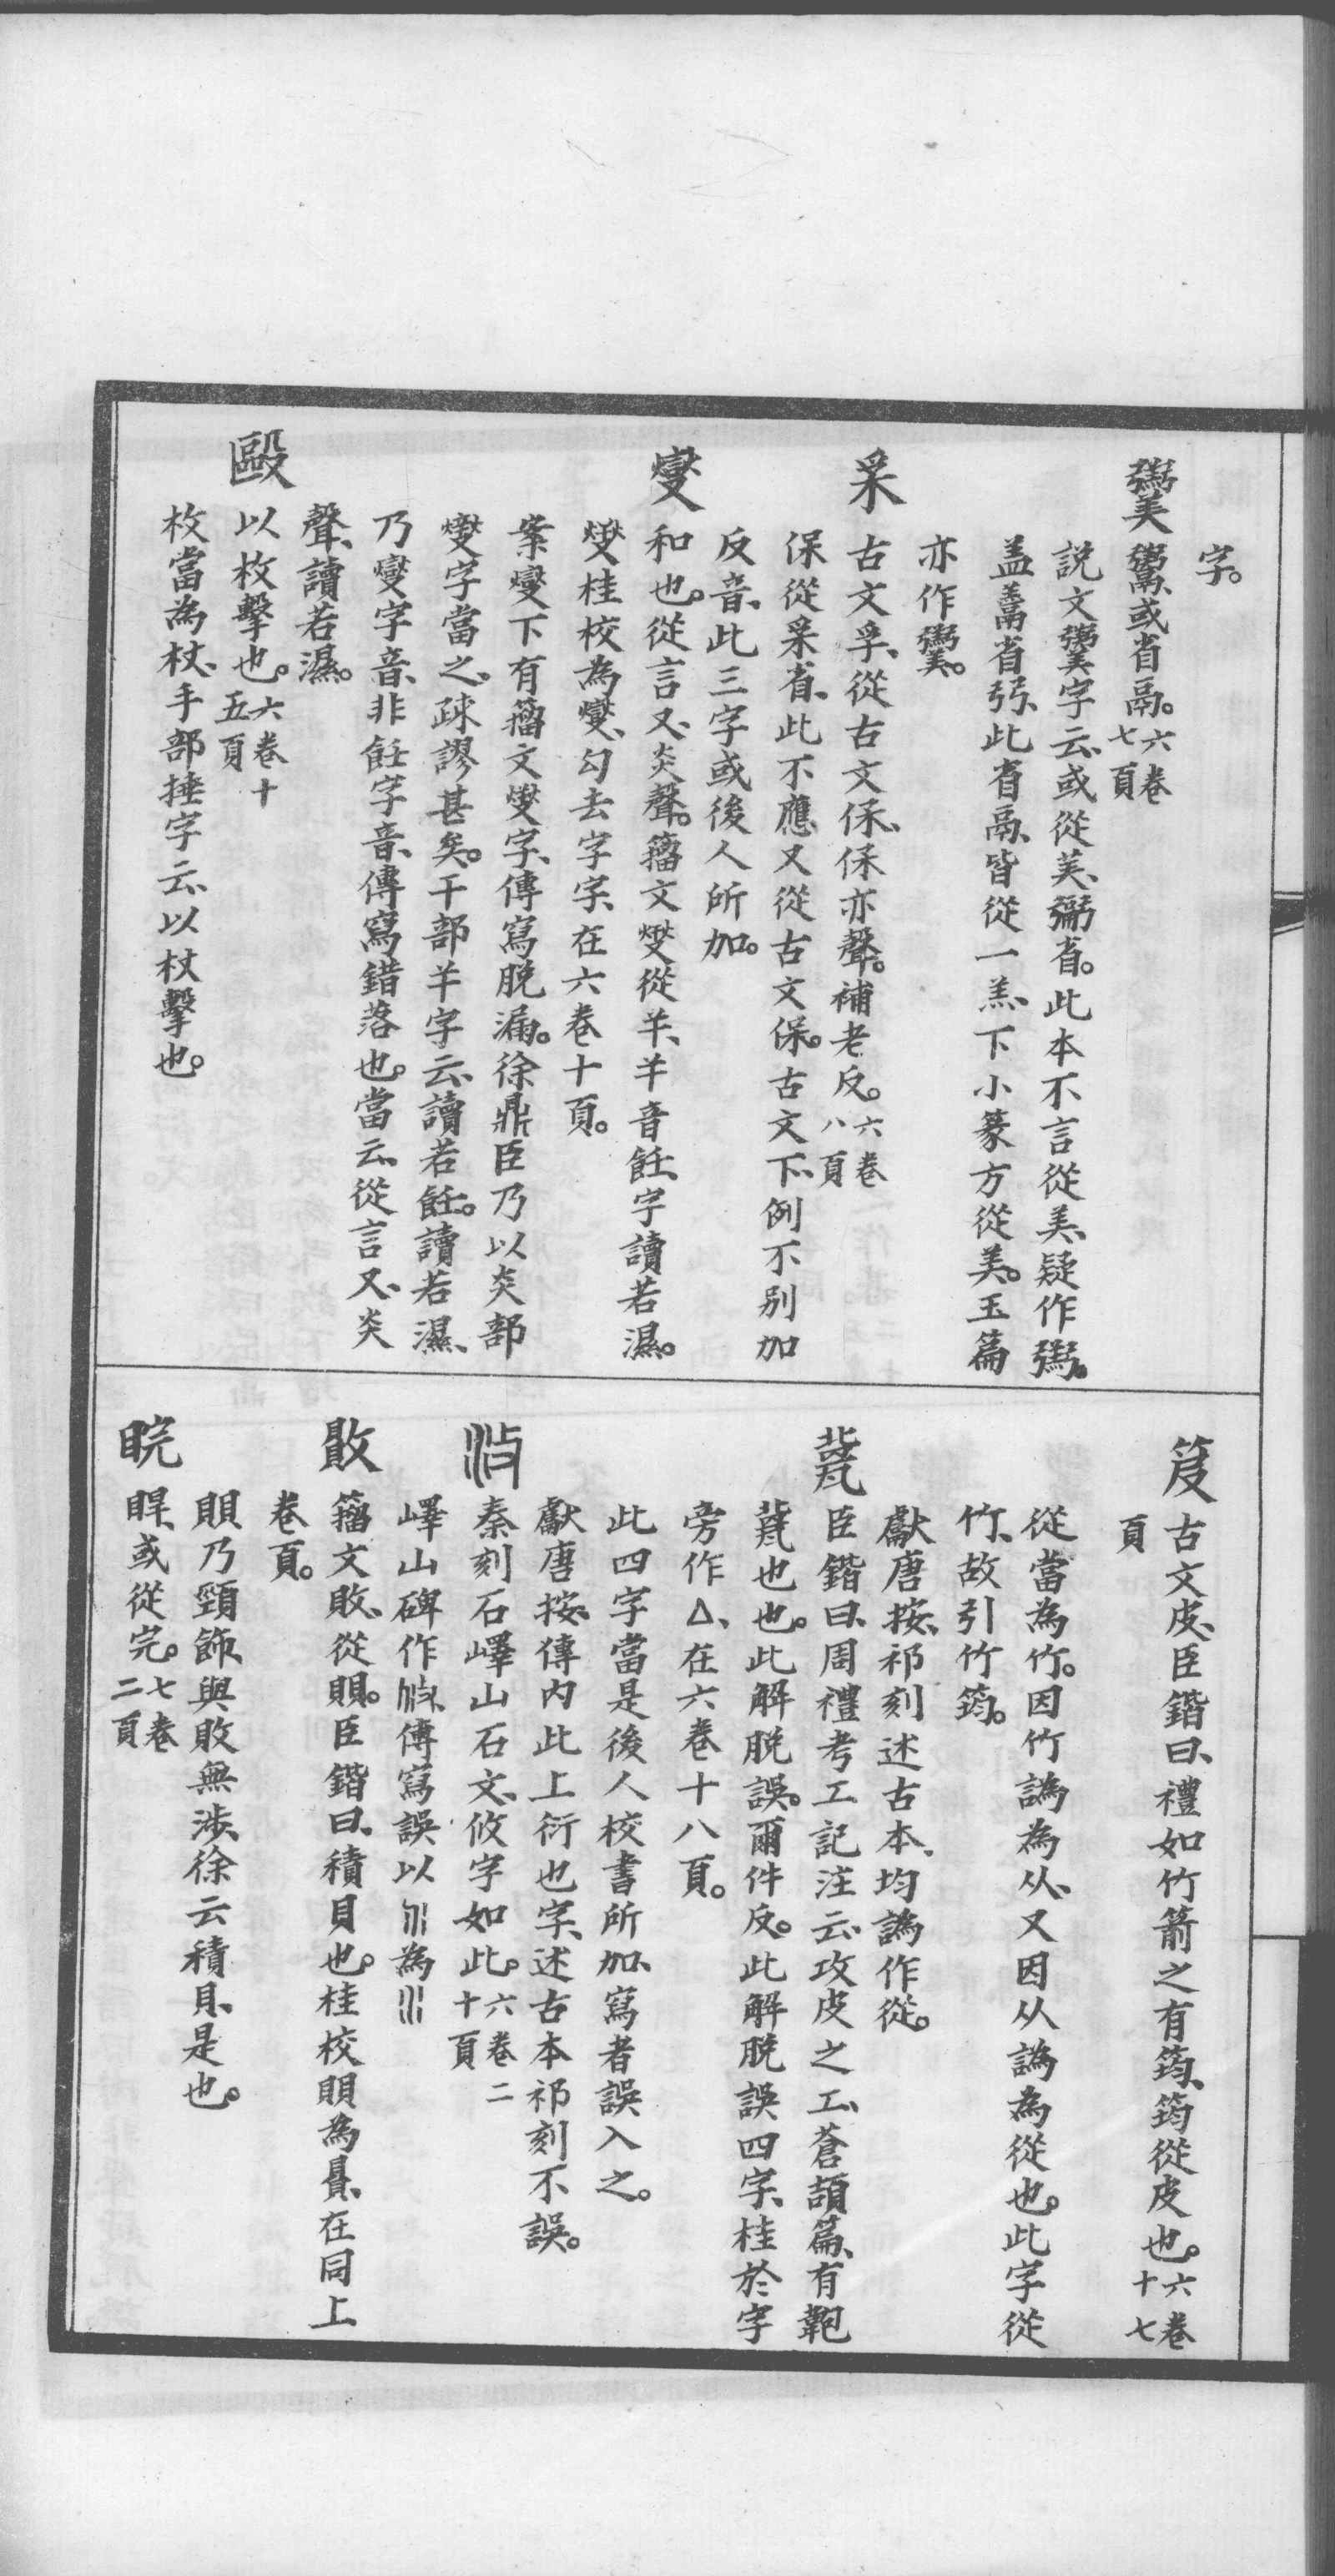 字。
鬻、或省鬲。六卷七頁
説文䰞字云、或從美、䰜省。此本不言從美、疑作鬻。
盖羹省弜、此省鬲、皆從一羔、下小篆方從美。玉篇
亦作䰞。
𤓽
古文孚、從古文保、保亦聲。補老反。六卷八頁
保從𤓽省、此不應又從古文保。古文下、例不別加
反音、此三字或後人所加。
燮
和也。從言又、炎聲。籀文燮從羊、羊音飪、字讀若濕。
燮桂校為燮、勾去字字、在六卷十頁。
案燮下有籀文燮字、傳寫脫漏。徐鼎臣乃以炎部
燮字當之、疎謬甚矣。干部羊字云、讀若飪。讀若濕、
乃燮字音、非飪字音、傳寫錯落也。當云、從言又、炎
聲、讀若濕。
毆
以枚擊也。六卷十五頁
枚當為杖、手部捶字云、以杖擊也。
㿫
古文皮、臣鍇曰、禮如竹箭之有筠、筠從皮也。六卷十七
頁
從當為竹。因竹譌為从、又因从譌為從也。此字從
竹、故引竹筠。
獻唐按、祁刻述古本、均譌作從。
㼱
臣鍇曰、周禮考工記注云、攻皮之工、蒼頡篇、有鞄
㼱也也。此解脫誤。爾件反。此解脫誤四字、桂於字
旁作△、在六卷十八頁。
此四字當是後人校書所加、寫者誤入之。
獻唐按、傳內此上衍也字、述古本祁刻不誤。
秦刻石嶧山石文、攸字如此。六卷二十頁
嶧山碑作、傳寫誤以為
敗
籀文敗、從賏。臣鍇曰、積貝也。桂校賏為㒻、在同上
卷頁。
賏乃頸飾、與敗無涉、徐云積貝、是也。
睆
睅、或從完。七卷二頁